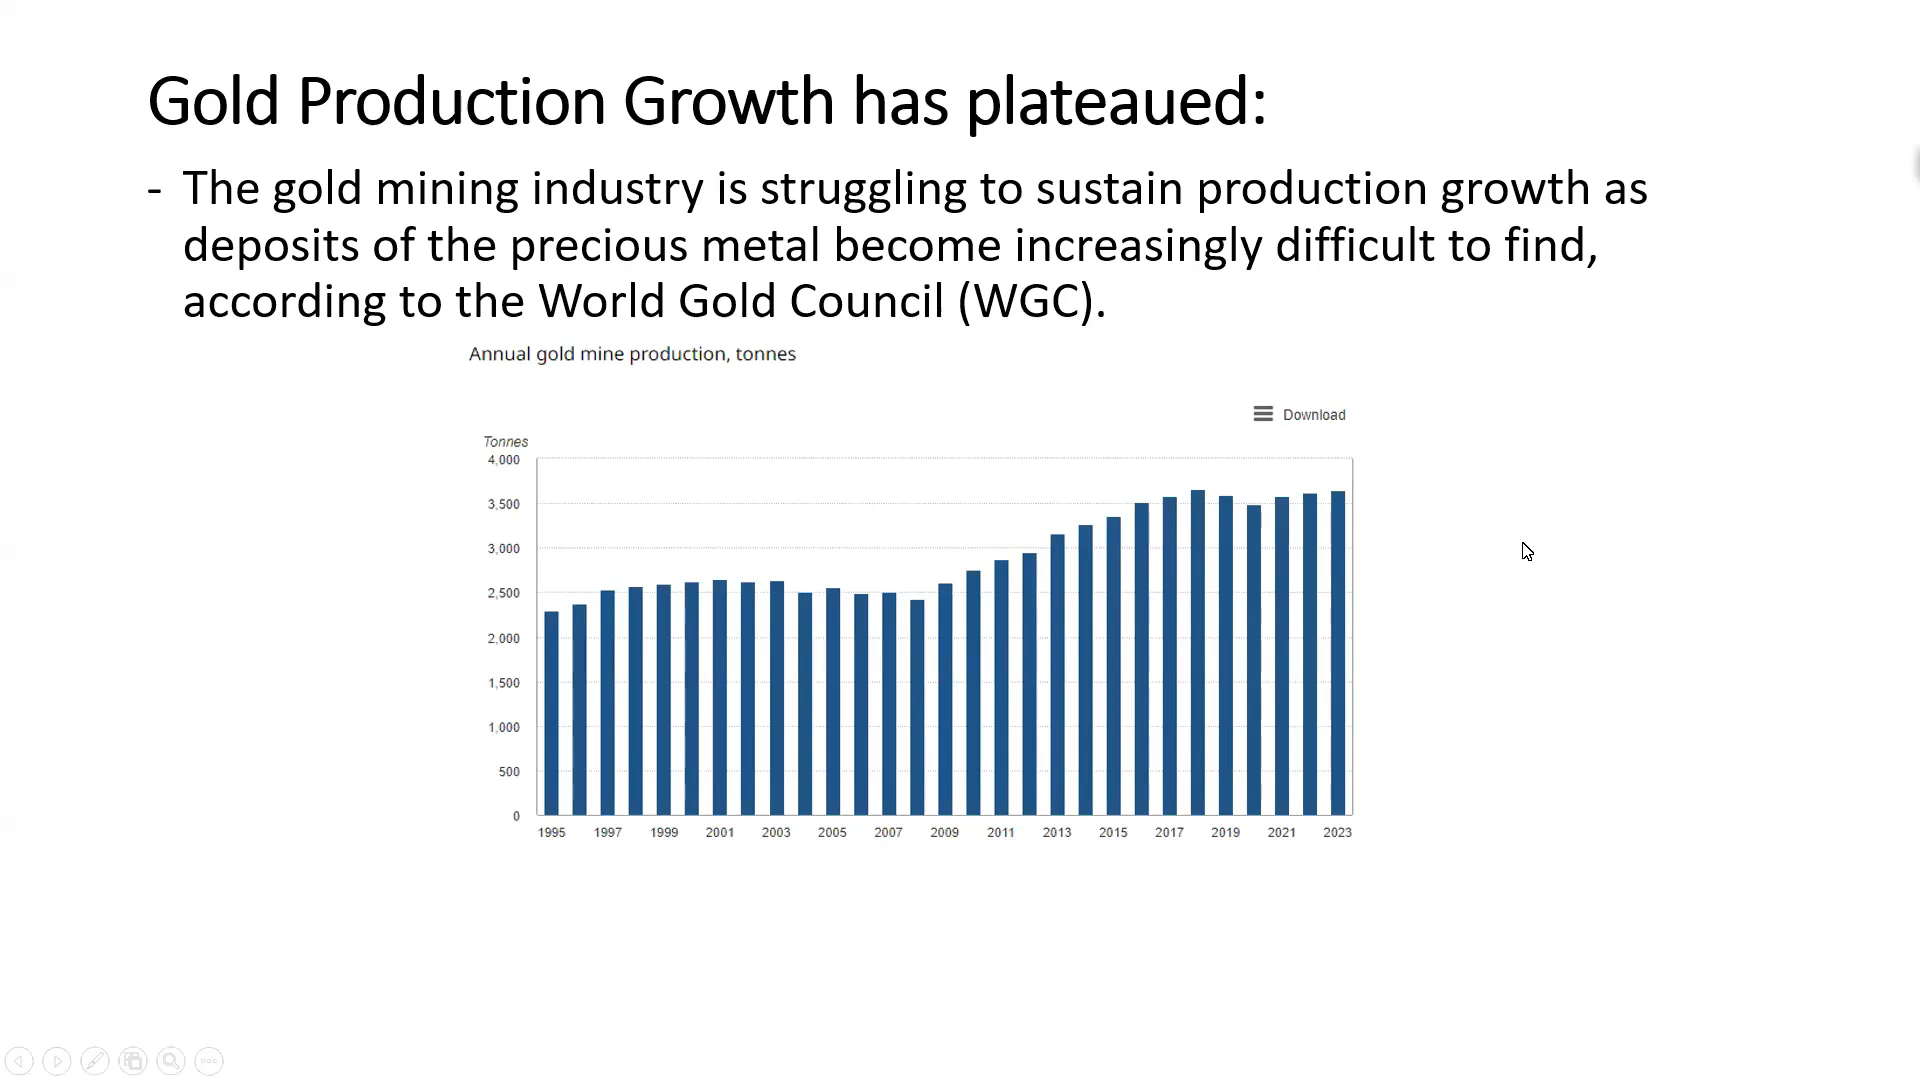 Gold Production Growth has plateaued:
- The gold mining industry is struggling to sustain production growth as
deposits of the precious metal become increasingly difficult to find,
according to the World Gold Council (WGC).
Annual gold mine production, tonnes
Download
Tonnes
4,000
3,500
3,000
2,500
2,000
1,500
1,000
500
0
1995 1997 1999 2001 2003 2005 2007 2009 2011 2013 2015 2017 2019 2021 2023